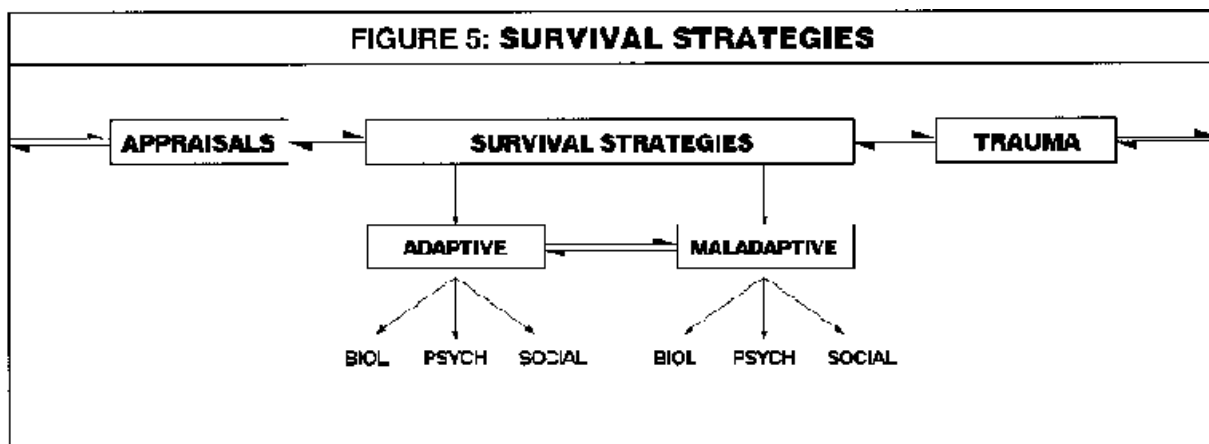 FIGURE 5: SURVIVAL STRATEGIES
APPRAISALS SURVIVAL STRATEGIES TRAUMA
ADAPTIVE MALADAPTIVE
BIOL PSYCH SOCIAL BIOL PSYCH SOCIAL